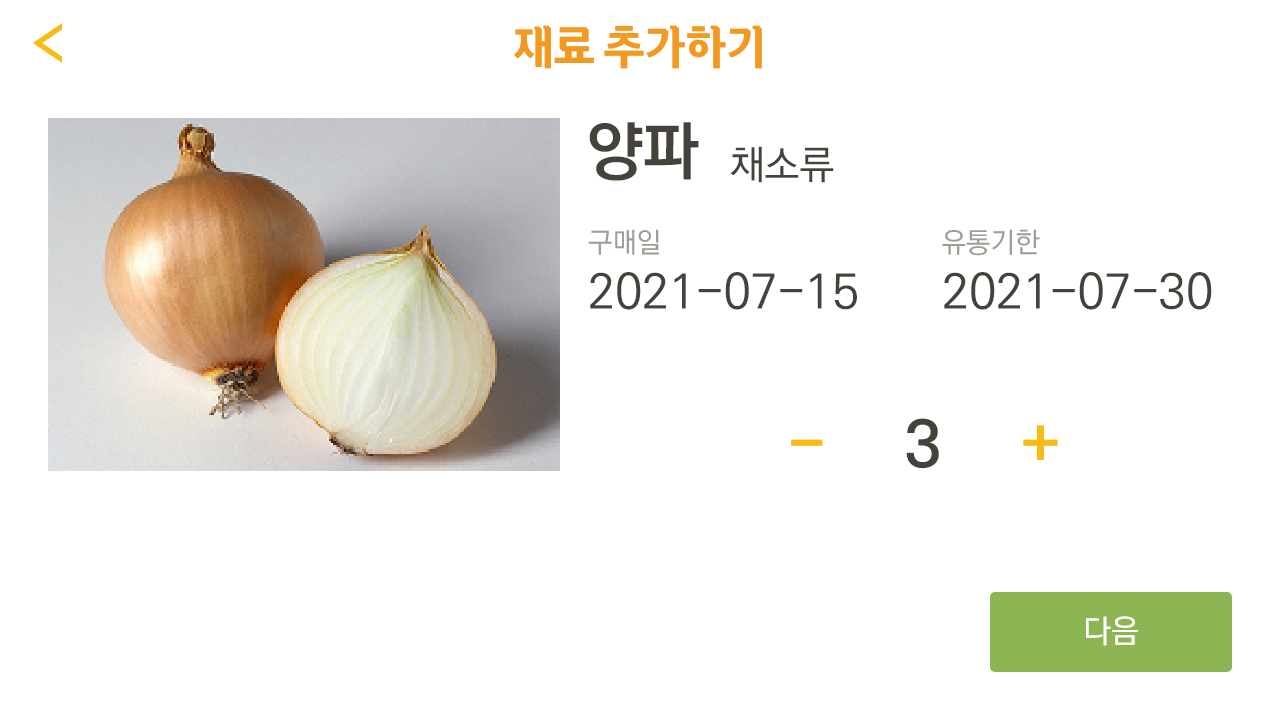 <
재료 추가하기
양파 채소류
구매일 유통기한
2021-07-15 2021-07-30
- 3 +
다음